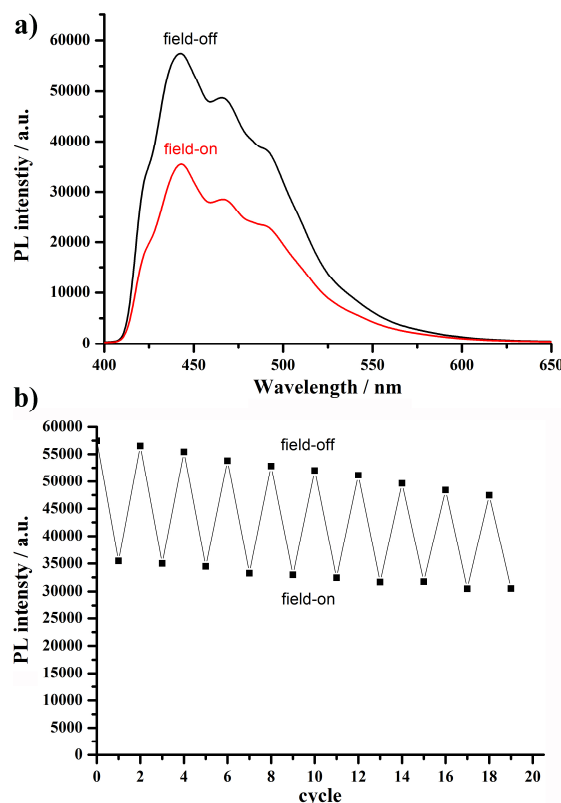 a)
field-off
field-on
PL intenstiy / a.u.
60000
50000
40000
30000
20000
10000
0
400 450 500 550 600 650
Wavelength / nm
b)
field-off
field-on
PL intensty / a.u.
60000
55000
50000
45000
40000
35000
30000
25000
20000
15000
10000
5000
0
0 2 4 6 8 10 12 14 16 18 20
cycle